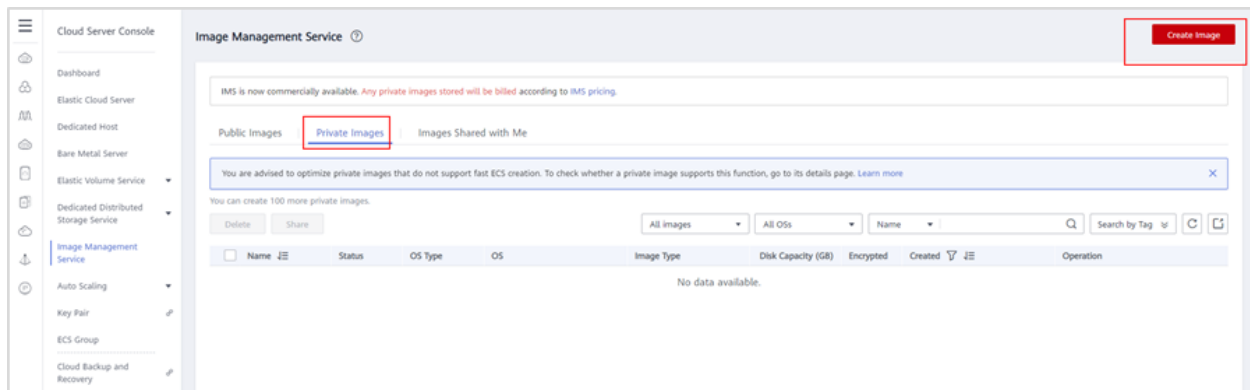 Cloud Server Console
Image Management Service
Create Image
Dashboard
Elastic Cloud Server
Dedicated Host
Bare Metal Server
Elastic Volume Service
Dedicated Distributed
Storage Service
Image Management
Service
Auto Scaling
Key Pair
ECS Group
Cloud Backup and
Recovery
IMS is now commercially available. Any private images stored will be billed according to IMS pricing.
Public Images Private Images Images Shared with Me
You are advised to optimize private images that do not support fast ECS creation. To check whether a private image supports this function, go to its details page. Learn more
You can create 100 more private images.
Delete Share All images All OSs Name Search by Tag
Name Status OS Type OS Image Type Disk Capacity (GB) Encrypted Created Operation
No data available.